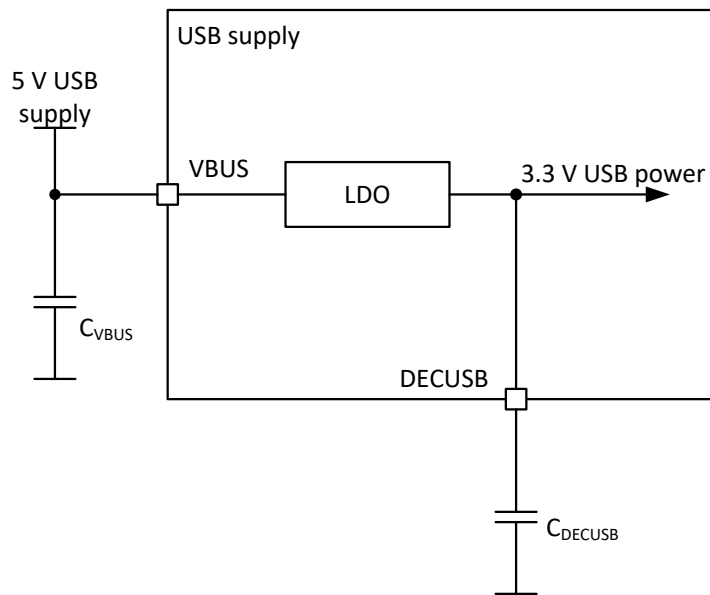 USB supply
5 V USB
supply
VBUS
LDO
3.3 V USB power
CVBUS
DECUSB
CDECUSB